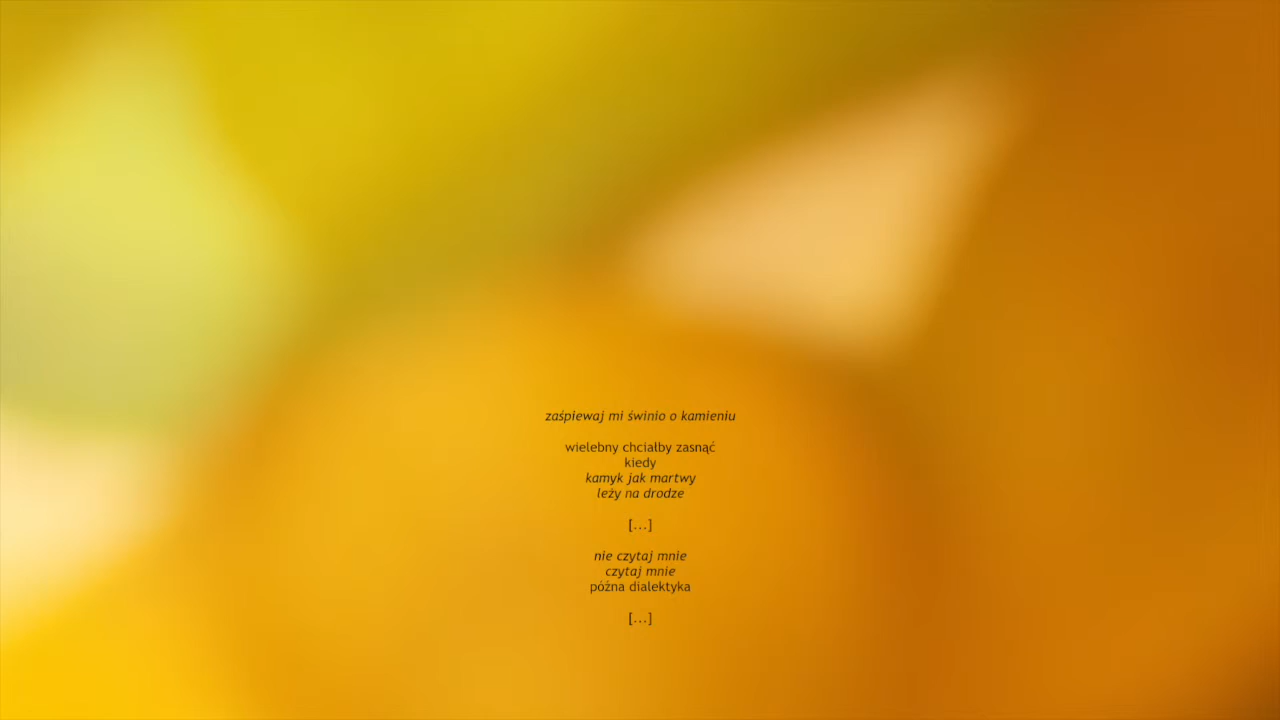 zaśpiewaj mi świnio o kamieniu
wielebny chciałby zasnąć
kiedy
kamyk jak martwy
leży na drodze
[...]
nie czytaj mnie
czytaj mnie
późna dialektyka
[...]